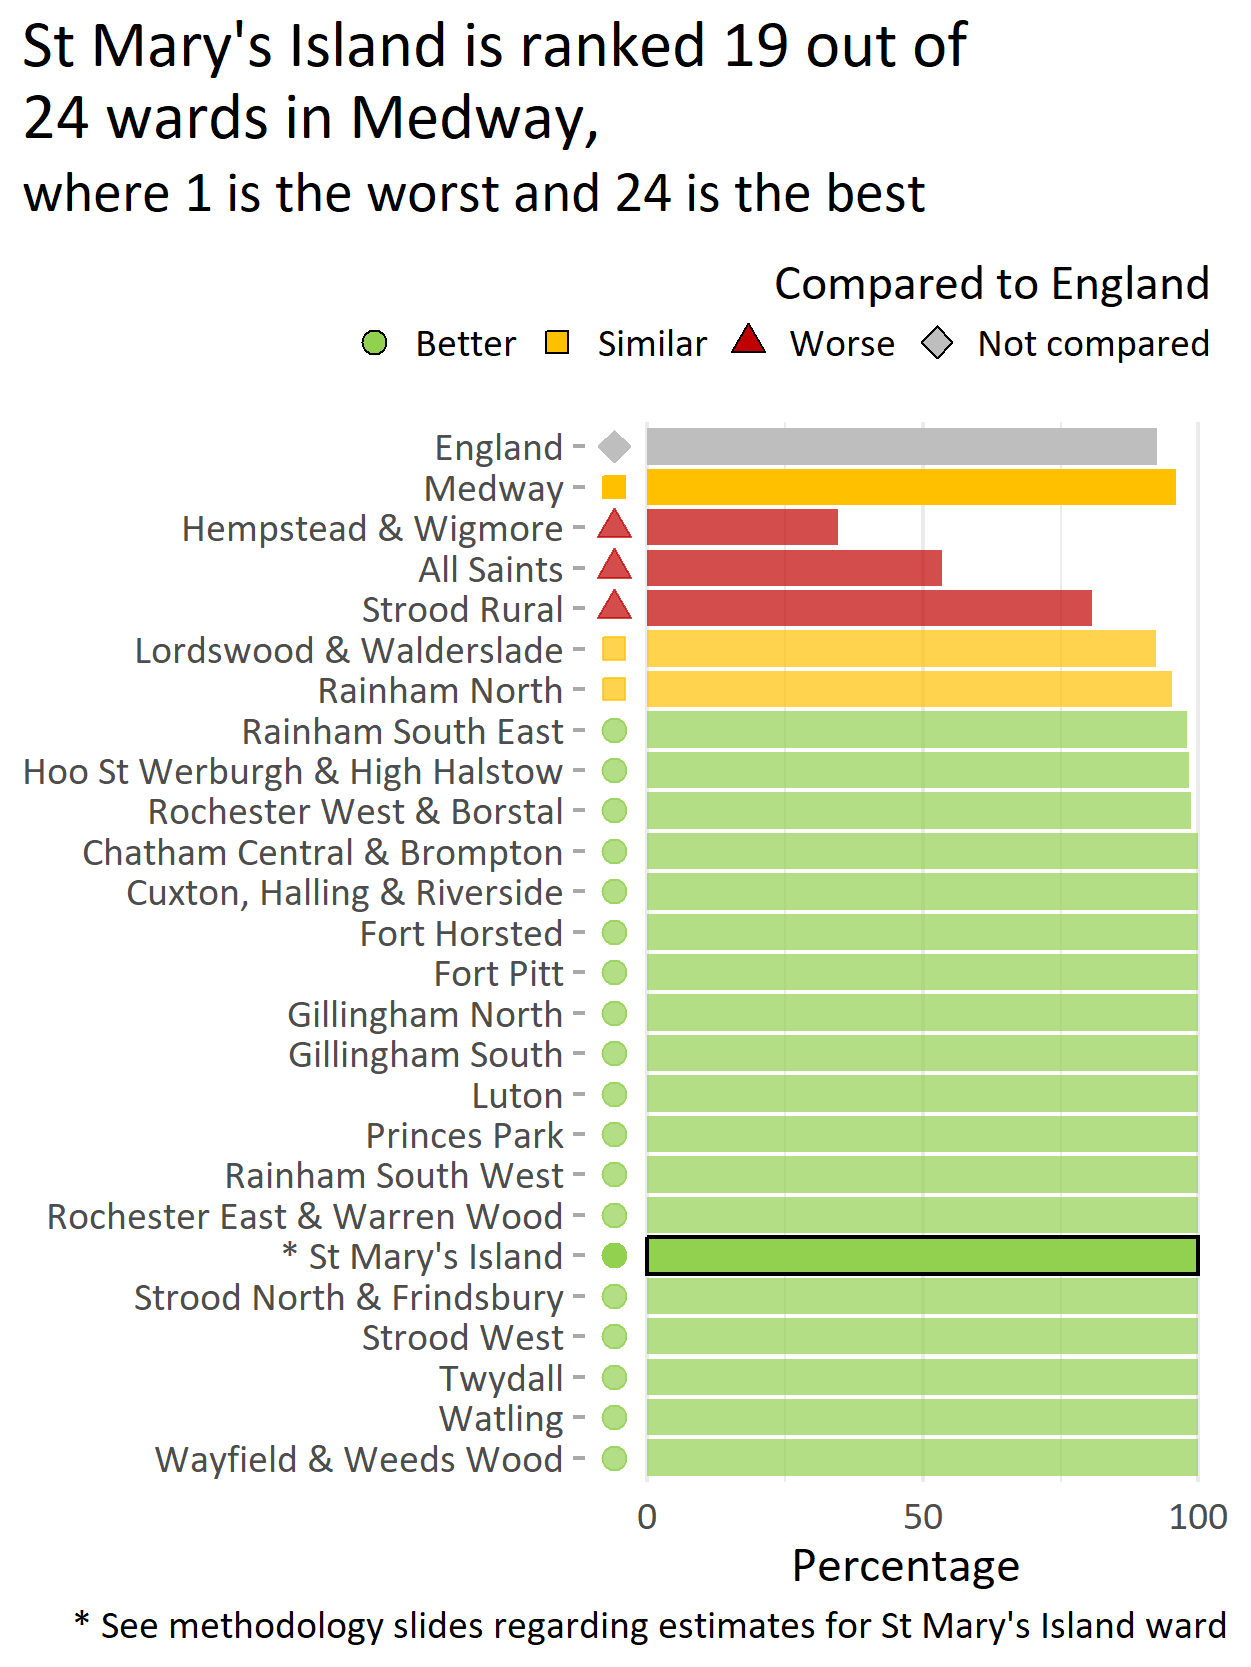 St Mary's Island is ranked 19 out of
24 wards in Medway,
where 1 is the worst and 24 is the best
Compared to England
Better Similar Worse Not compared
England
Medway
Hempstead & Wigmore
All Saints
Strood Rural
Lordswood & Walderslade
Rainham North
Rainham South East
Hoo St Werburgh & High Halstow
Rochester West & Borstal
Chatham Central & Brompton
Cuxton, Halling & Riverside
Fort Horsted
Fort Pitt
Gillingham North
Gillingham South
Luton
Princes Park
Rainham South West
Rochester East & Warren Wood
* St Mary's Island
Strood North & Frindsbury
Strood West
Twydall
Watling
Wayfield & Weeds Wood
0 50 100
Percentage
* See methodology slides regarding estimates for St Mary's Island ward